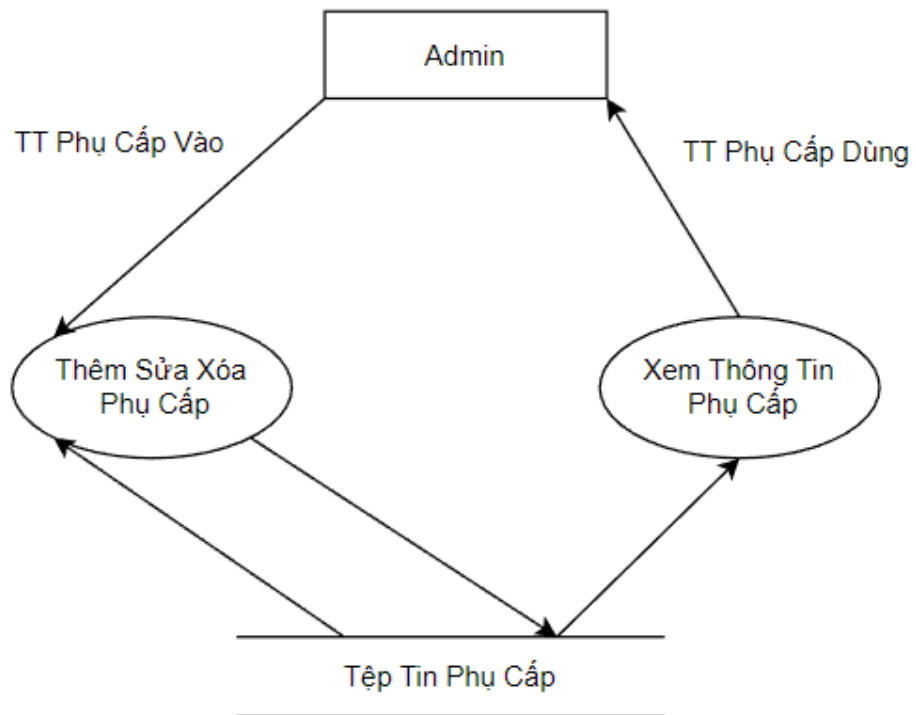 Admin
TT Phụ Cấp Vào
TT Phụ Cấp Dùng
Thêm Sửa Xóa
Phụ Cấp
Xem Thông Tin
Phụ Cấp
Tệp Tin Phụ Cấp